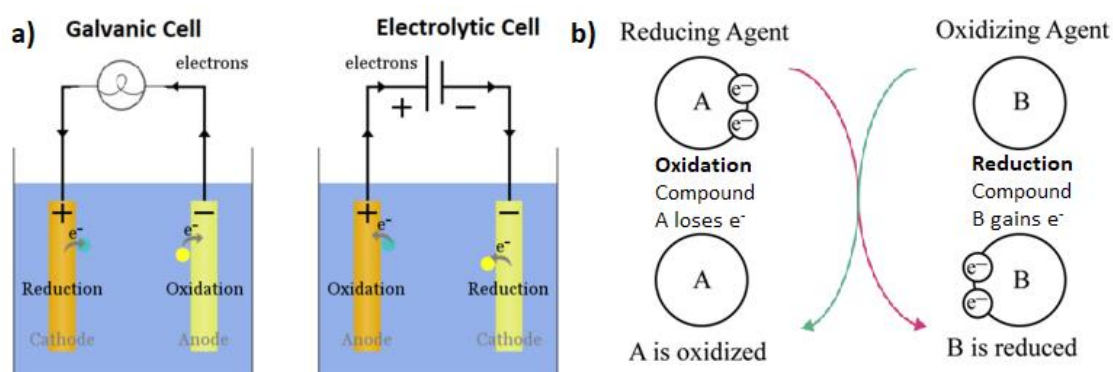 a)
Galvanic Cell
electrons
+
−
e⁻
e⁻
Reduction
Oxidation
Cathode
Anode
Electrolytic Cell
electrons
+
−
+
−
e⁻
e⁻
Oxidation
Reduction
Anode
Cathode
b)
Reducing Agent
A
e—
e—
Oxidation
Compound
A loses e⁻
A
A is oxidized
Oxidizing Agent
B
Reduction
Compound
B gains e⁻
e—
e—
B
B is reduced